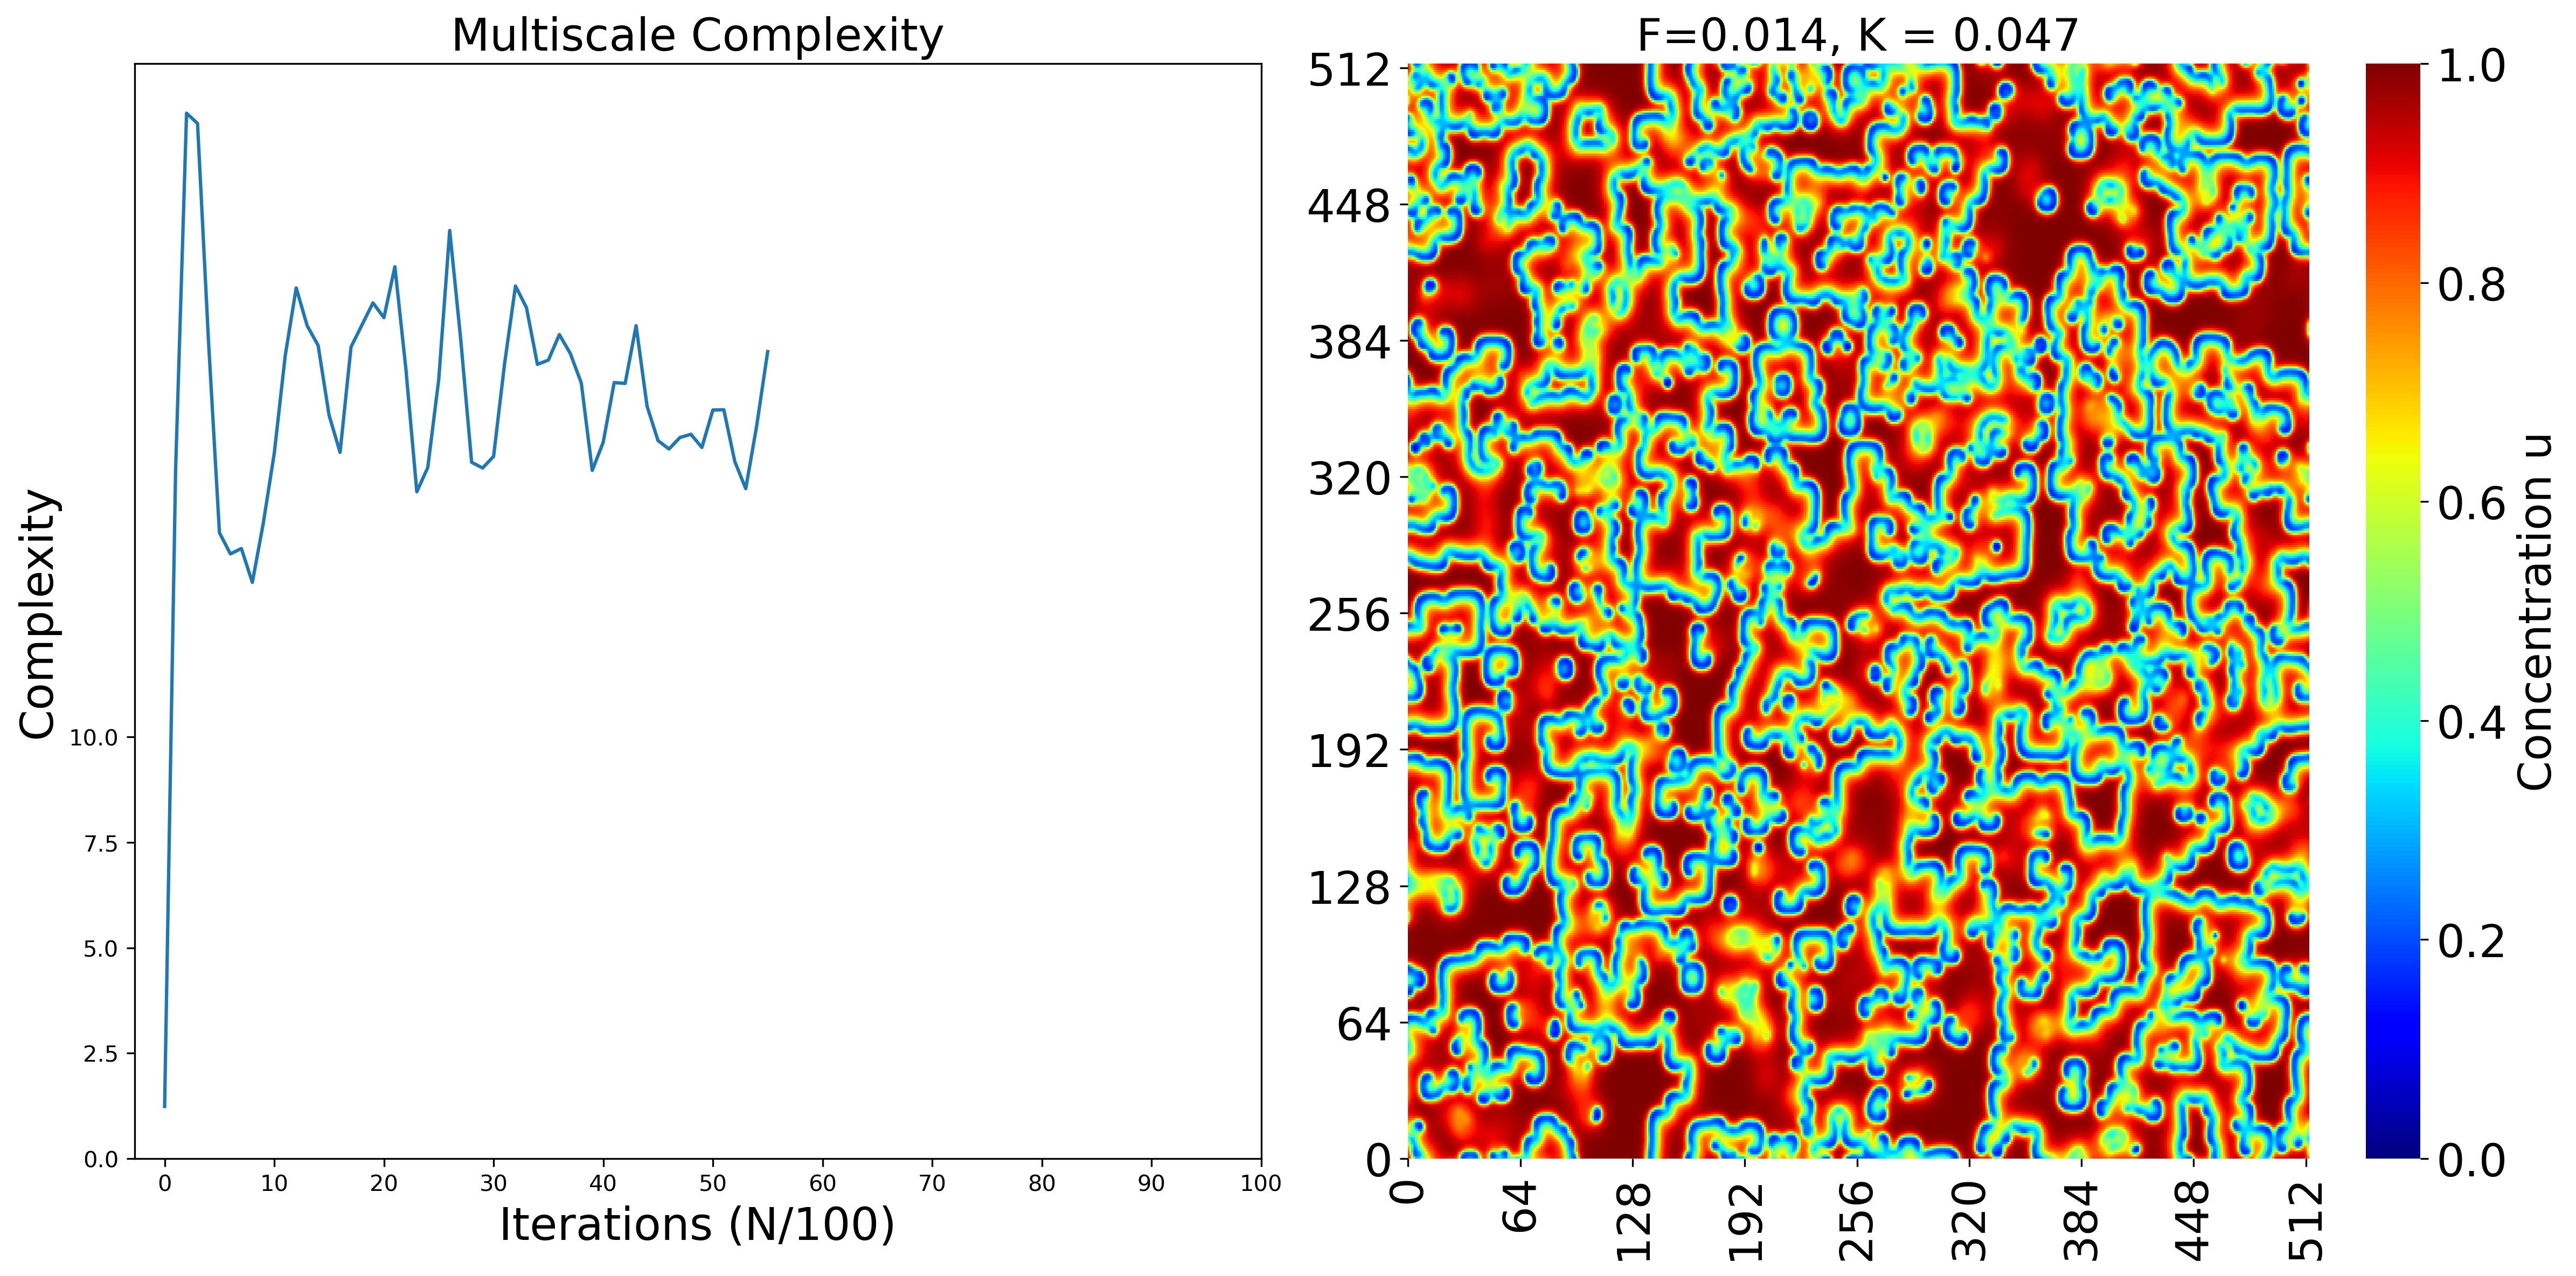 Multiscale Complexity
Complexity
10.0
7.5
5.0
2.5
0.0
0 10 20 30 40 50 60 70 80 90 100
Iterations (N/100)
F=0.014, K = 0.047
512
448
384
320
256
192
128
64
0
0 64 128 192 256 320 384 448 512
1.0
0.8
0.6
0.4
0.2
0.0
Concentration u